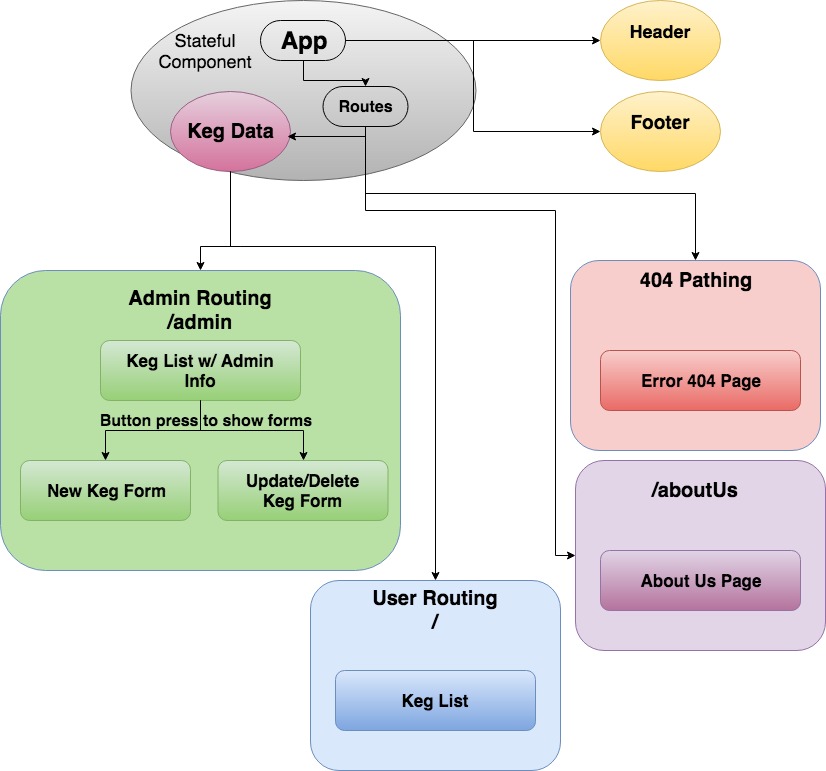 Stateful
Component
App
Header
Routes
Keg Data
Footer
Admin Routing
/admin
Keg List w/ Admin
Info
Button press to show forms
New Keg Form
Update/Delete
Keg Form
404 Pathing
Error 404 Page
/aboutUs
About Us Page
User Routing
/
Keg List